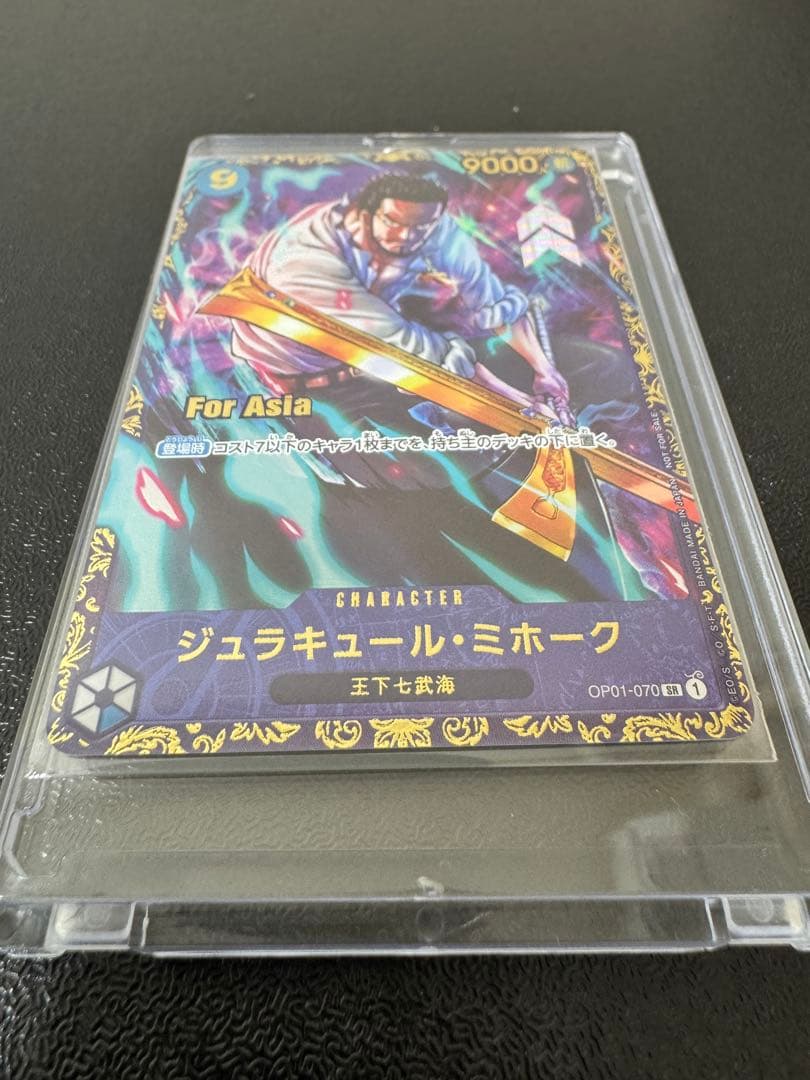 9
9000 斬
For Asia
登場時 コスト7以下のキャラ1枚までを、持ち主のデッキの下に置く。
CHARACTER
ジュラキュール・ミホーク
王下七武海
OP01-070 SR 1
BANDAI MADE IN JAPAN NOT FOR SALE